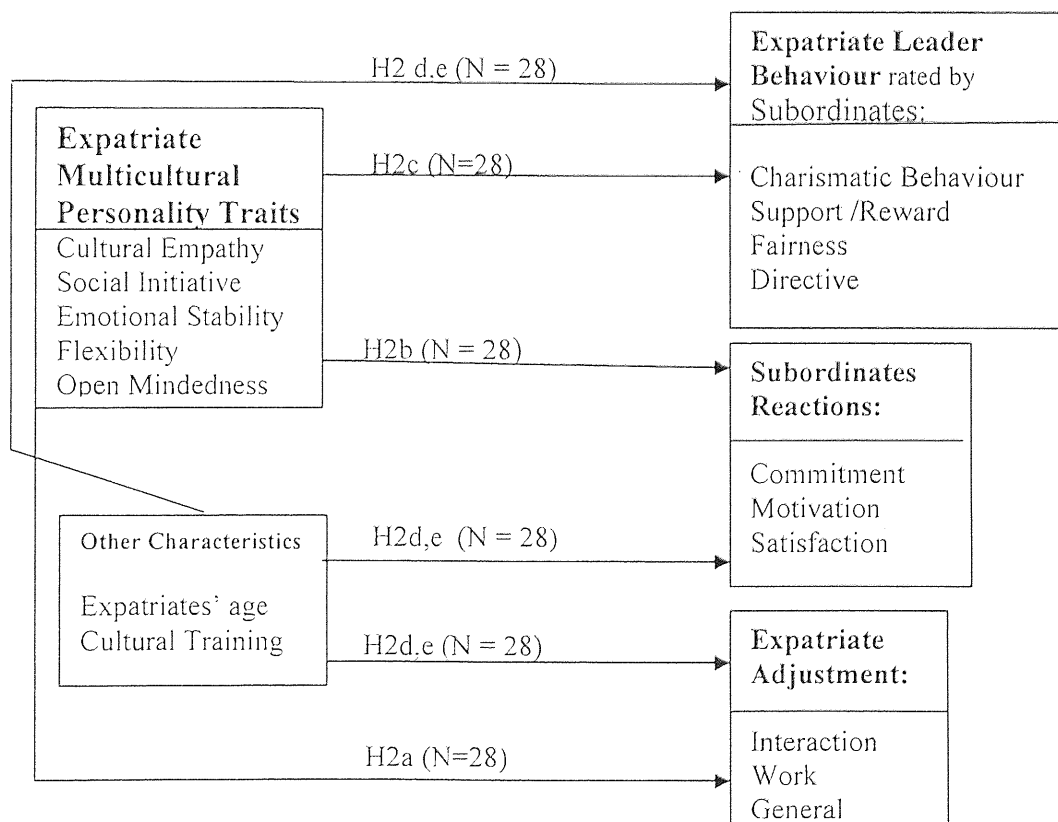 H2 d,e (N = 28)
Expatriate Leader
Behaviour rated by
Subordinates:
Expatriate
Multicultural
Personality Traits
H2c (N=28)
Charismatic Behaviour
Support /Reward
Fairness
Directive
Cultural Empathy
Social Initiative
Emotional Stability
Flexibility
Open Mindedness
H2b (N = 28)
Subordinates
Reactions:
Commitment
Motivation
Satisfaction
Other Characteristics
Expatriates' age
Cultural Training
H2d,e (N = 28)
H2d,e (N = 28)
Expatriate
Adjustment:
Interaction
Work
General
H2a (N=28)